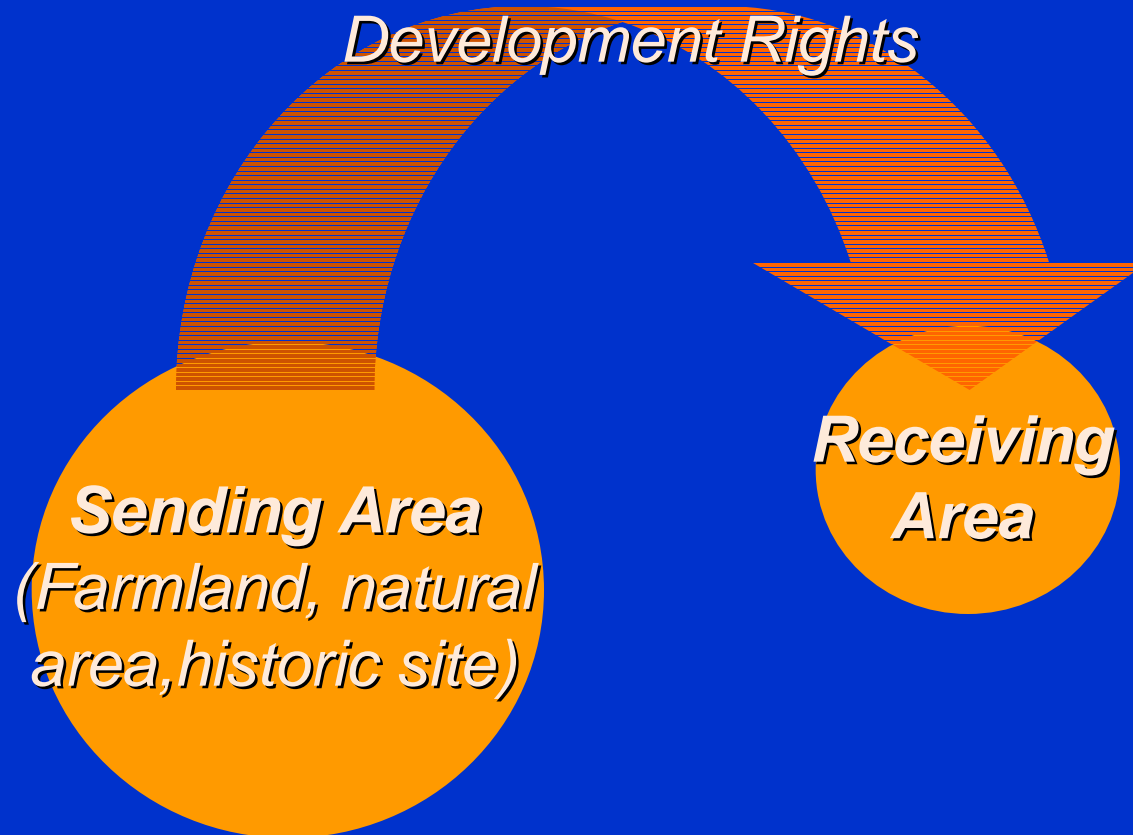 Development Rights
Sending Area
(Farmland, natural
area,historic site)
Receiving
Area